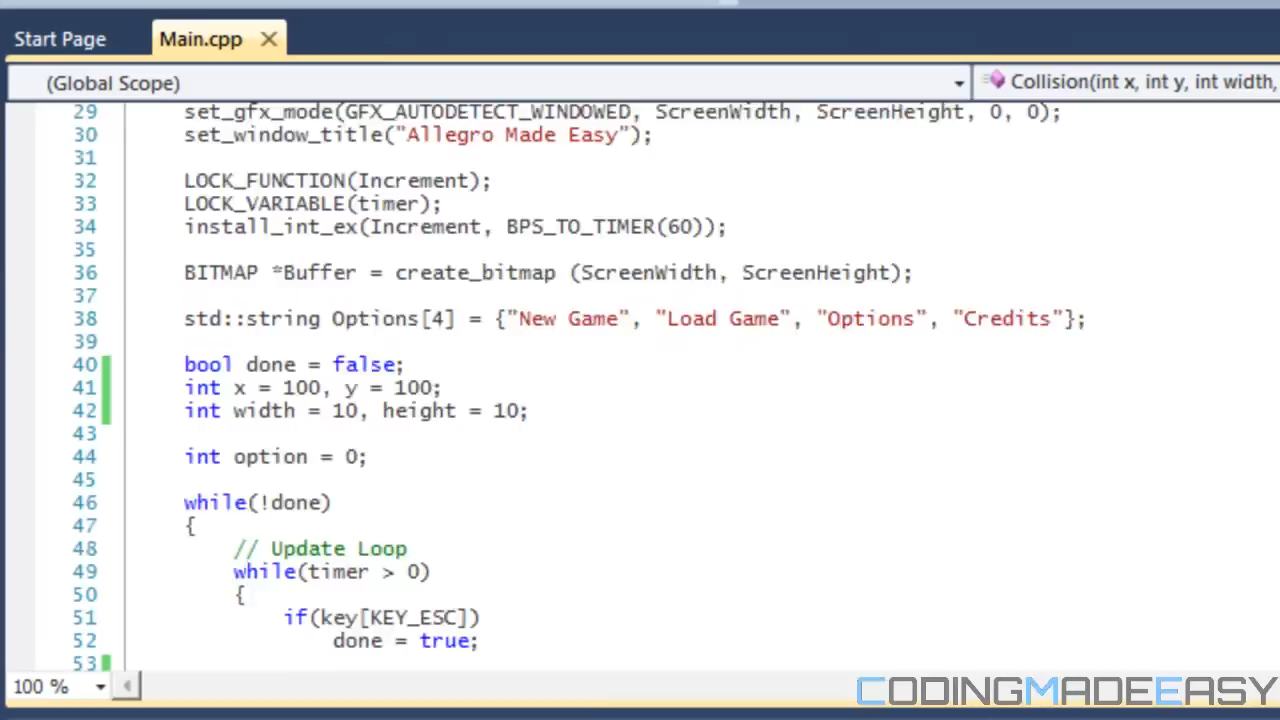 Start Page
Main.cpp
(Global Scope)
Collision(int x, int y, int width,
29 set_gfx_mode(GFX_AUTODETECT_WINDOWED, ScreenWidth, ScreenHeight, 0, 0);
30 set_window_title("Allegro Made Easy");
31
32 LOCK_FUNCTION(Increment);
33 LOCK_VARIABLE(timer);
34 install_int_ex(Increment, BPS_TO_TIMER(60));
35
36 BITMAP *Buffer = create_bitmap (ScreenWidth, ScreenHeight);
37
38 std::string Options[4] = {"New Game", "Load Game", "Options", "Credits"};
39
40 bool done = false;
41 int x = 100, y = 100;
42 int width = 10, height = 10;
43
44 int option = 0;
45
46 while(!done)
47 {
48 // Update Loop
49 while(timer > 0)
50 {
51 if(key[KEY_ESC])
52 done = true;
53
100 %
CODINGMADEEASY